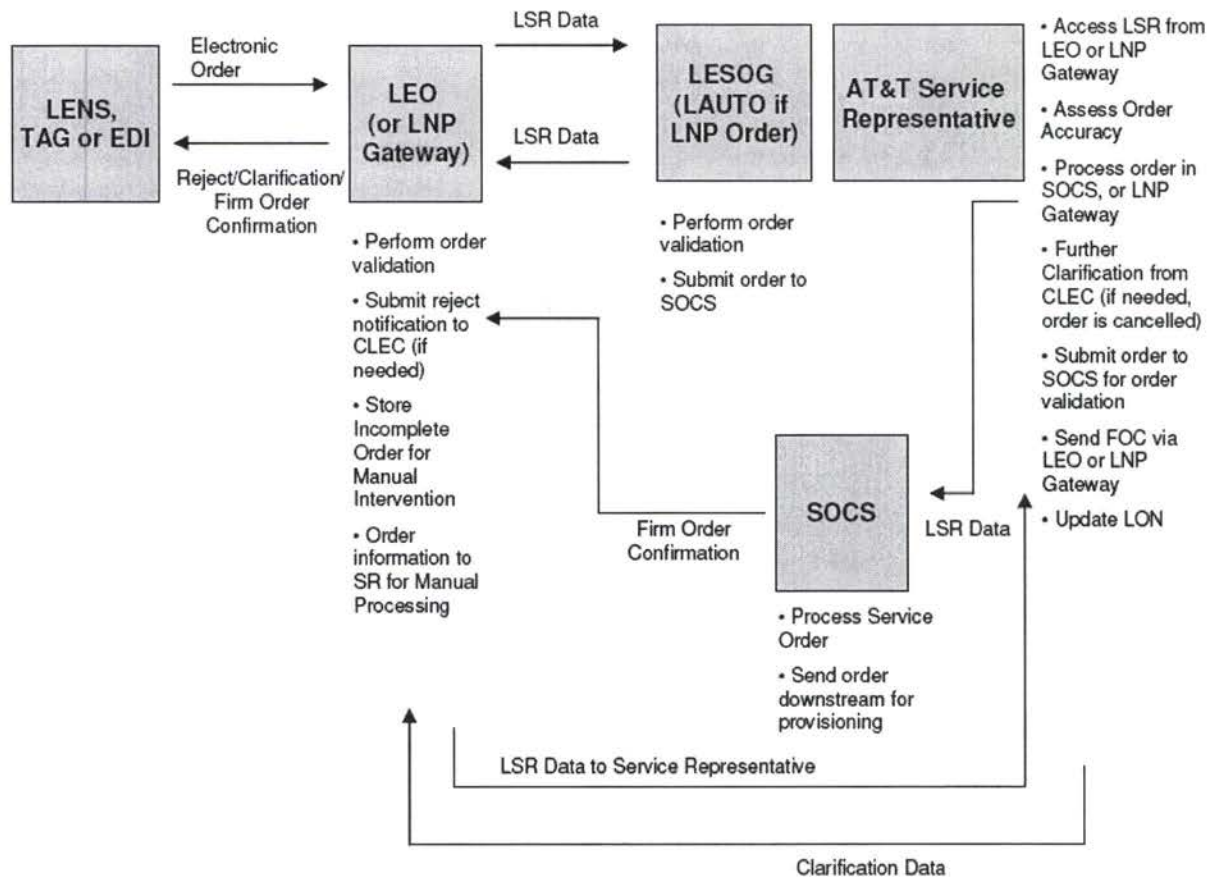 Electronic
Order
LENS,
TAG or EDI
Reject/Clarification/
Firm Order
Confirmation
LEO
(or LNP
Gateway)
• Perform order
validation
• Submit reject
notification to
CLEC (if
needed)
• Store
Incomplete
Order for
Manual
Intervention
• Order
information to
SR for Manual
Processing
LSR Data
LSR Data
LESOG
(LAUTO if
LNP Order)
• Perform order
validation
• Submit order to
SOCS
AT&T Service
Representative
• Access LSR from
LEO or LNP
Gateway
• Assess Order
Accuracy
• Process order in
SOCS, or LNP
Gateway
• Further
Clarification from
CLEC (if needed,
order is cancelled)
• Submit order to
SOCS for order
validation
• Send FOC via
LEO or LNP
Gateway
• Update LON
Firm Order
Confirmation
SOCS
LSR Data
• Process Service
Order
• Send order
downstream for
provisioning
LSR Data to Service Representative
Clarification Data